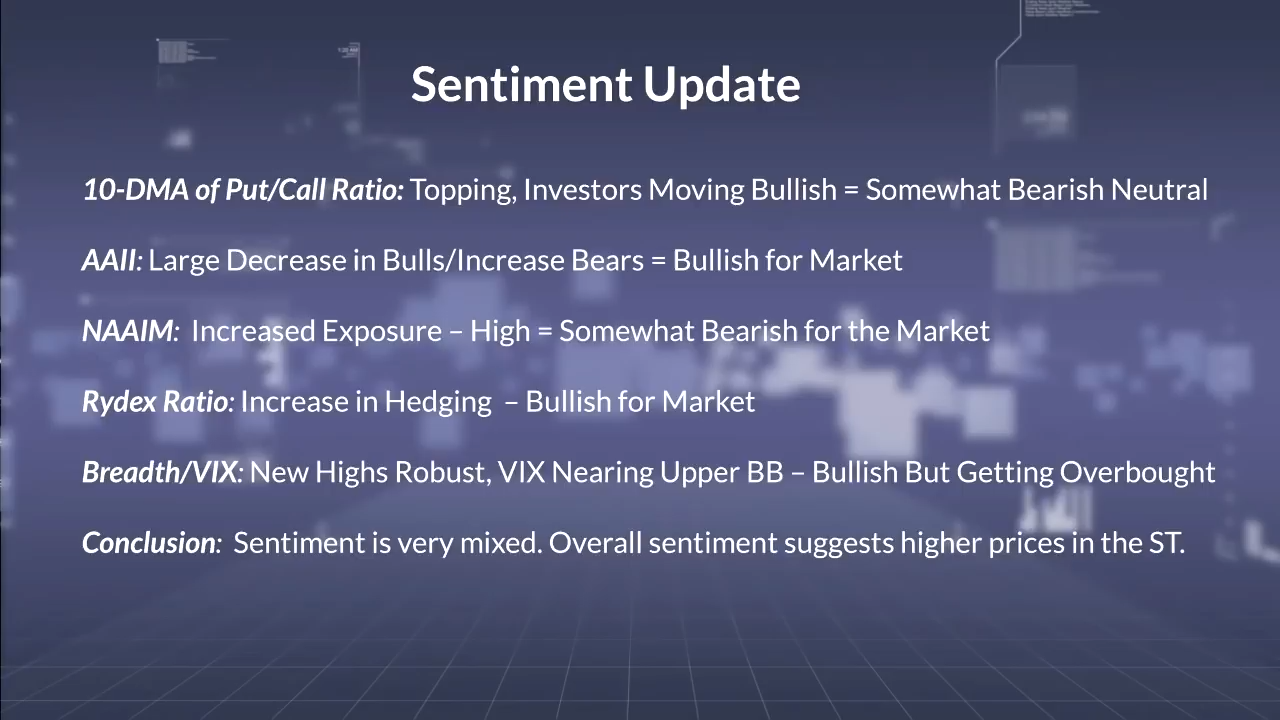 Sentiment Update
10-DMA of Put/Call Ratio: Topping, Investors Moving Bullish = Somewhat Bearish Neutral
AAII: Large Decrease in Bulls/Increase Bears = Bullish for Market
NAAIM: Increased Exposure – High = Somewhat Bearish for the Market
Rydex Ratio: Increase in Hedging – Bullish for Market
Breadth/VIX: New Highs Robust, VIX Nearing Upper BB – Bullish But Getting Overbought
Conclusion: Sentiment is very mixed. Overall sentiment suggests higher prices in the ST.